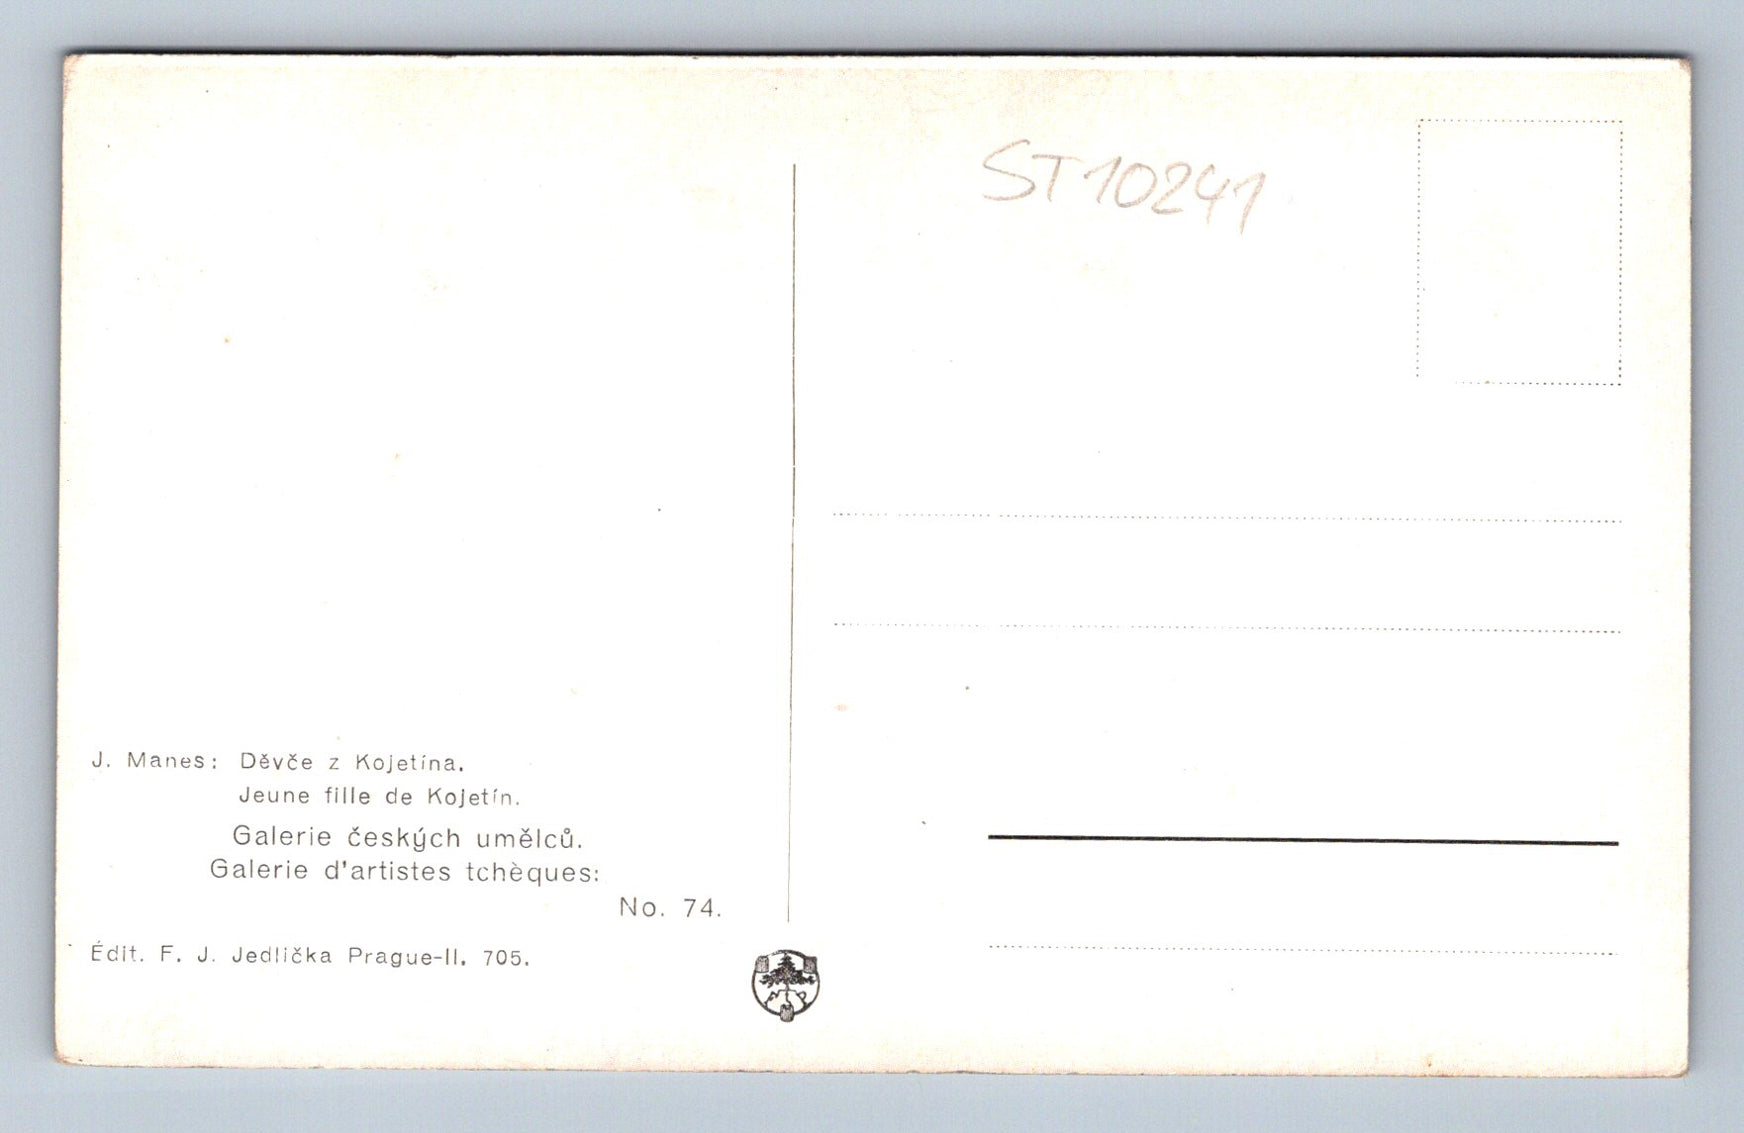 ST10241
J. Manes: Děvče z Kojetína.
Jeune fille de Kojetín.
Galerie českých umělců.
Galerie d'artistes tchèques:
No. 74.
Édit. F. J. Jedlička Prague-II. 705.